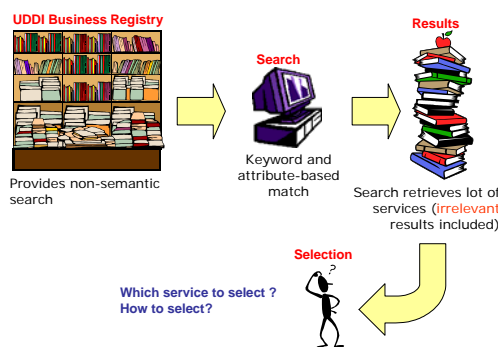 UDDI Business Registry
Provides non-semantic
search
Search
Keyword and
attribute-based
match
Results
Search retrieves lot of
services (irrelevant
results included)
Selection
?
Which service to select ?
How to select?